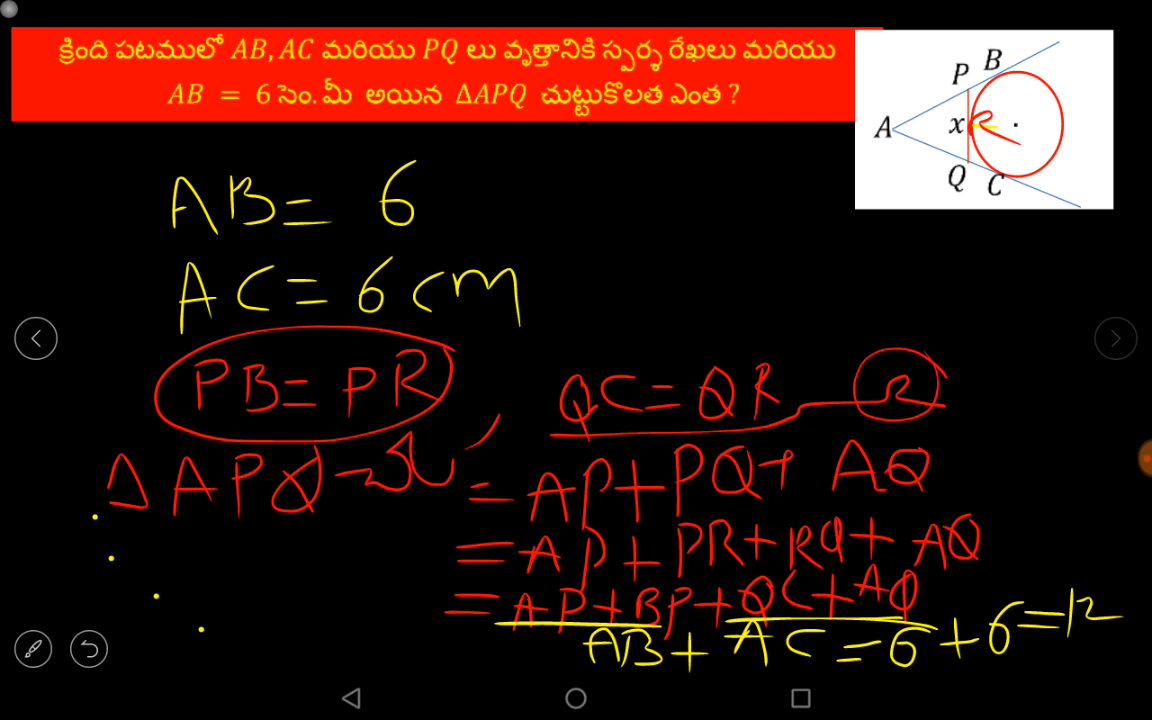 క్రింది పటములో AB, AC మరియు PQ లు వృత్తానికి స్పర్శ రేఖలు మరియు
AB = 6 సెం.మీ అయిన ΔAPQ చుట్టుకొలత ఎంత ?
P B
A x R
Q C
AB = 6
AC = 6 cm
PB = PR, QC = QR
Δ APQ
= AP + PQ + AQ
= AP + PR + RQ + AQ
= AP + BP + QC + AQ
AB + AC = 6 + 6 = 12